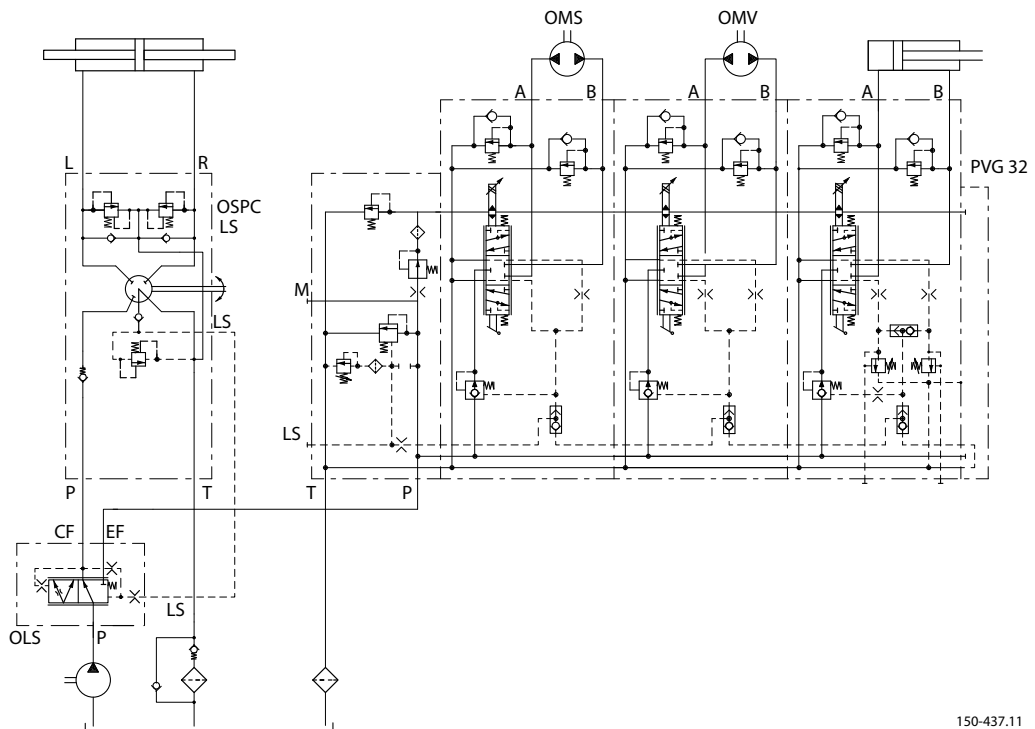 OMS OMV
A B A B A B
L R
PVG 32
OSPC
LS
M
LS
LS
P T T P
CF EF
LS
OLS P
150-437.11